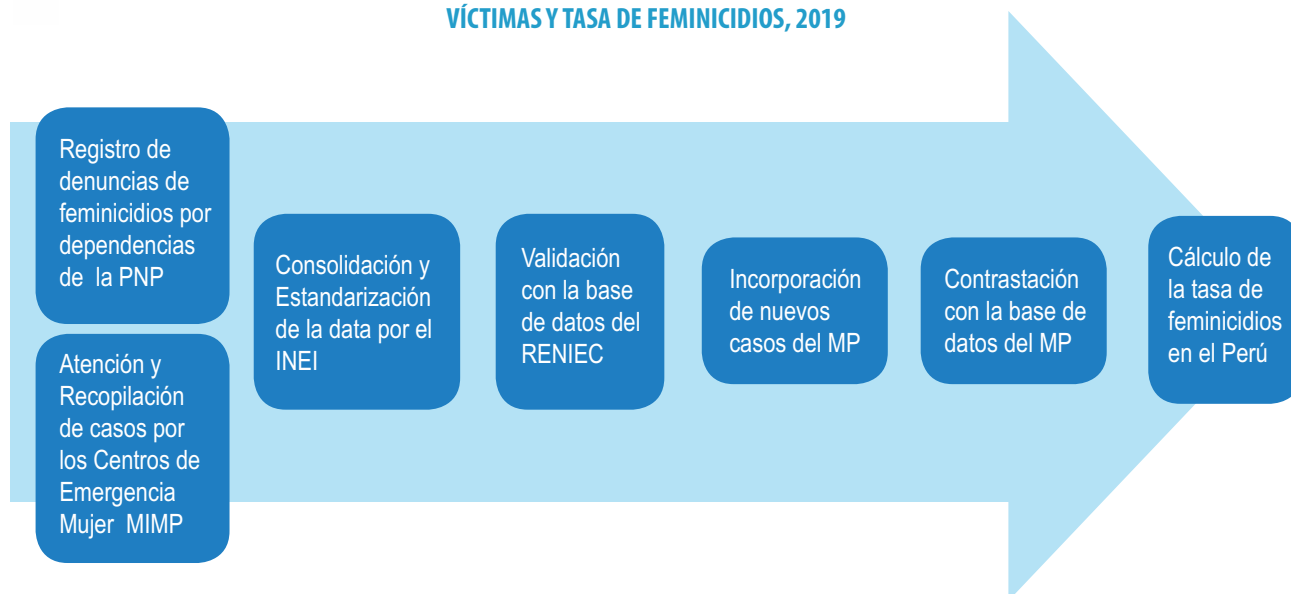 VÍCTIMAS Y TASA DE FEMINICIDIOS, 2019
Registro de
denuncias de
feminicidios por
dependencias
de la PNP
Atención y
Recopilación
de casos por
los Centros de
Emergencia
Mujer MIMP
Consolidación y
Estandarización
de la data por el
INEI
Validación
con la base
de datos del
RENIEC
Incorporación
de nuevos
casos del MP
Contrastación
con la base de
datos del MP
Cálculo de
la tasa de
feminicidios
en el Perú